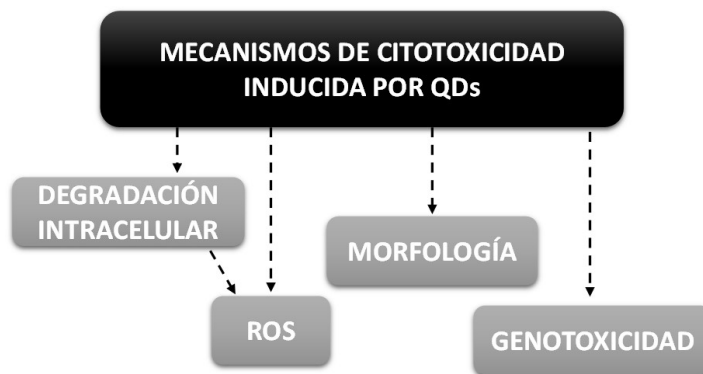 MECANISMOS DE CITOTOXICIDAD
INDUCIDA POR QDs
DEGRADACIÓN
INTRACELULAR
MORFOLOGÍA
ROS
GENOTOXICIDAD